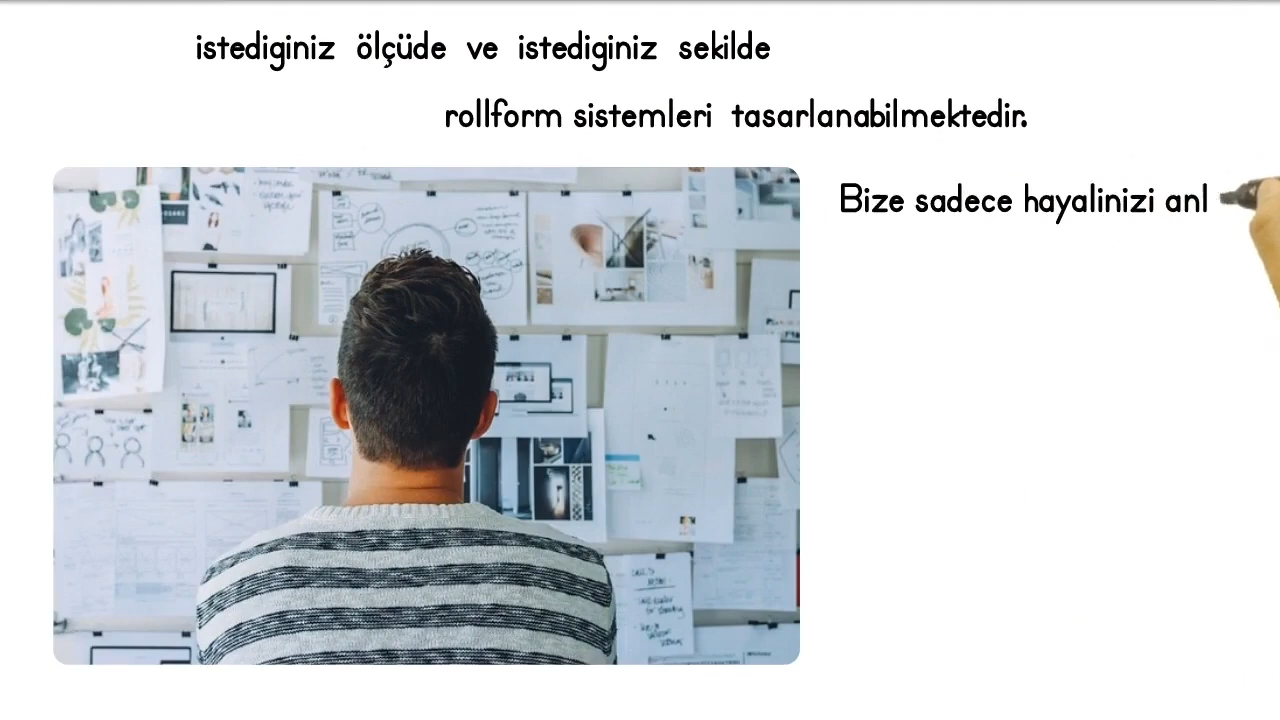 istediginiz ölçüde ve istediginiz sekilde
rollform sistemleri tasarlanabilmektedir.
Bize sadece hayalinizi anl